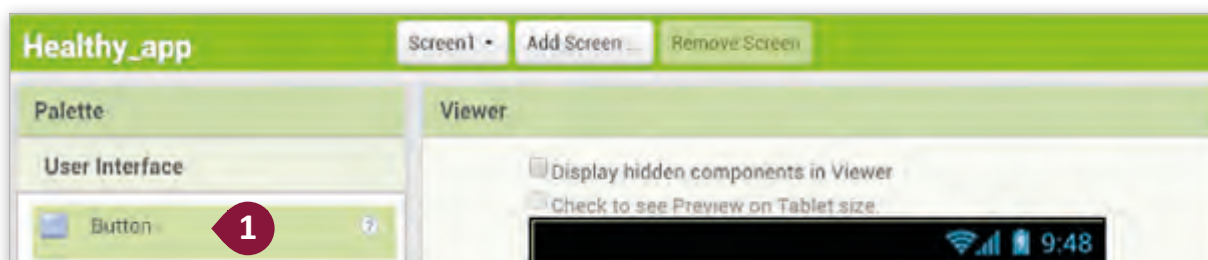 Healthy_app Screen1 Add Screen ... Remove Screen
Palette Viewer
User Interface
Display hidden components in Viewer
Check to see Preview on Tablet size.
Button 1 ?
9:48